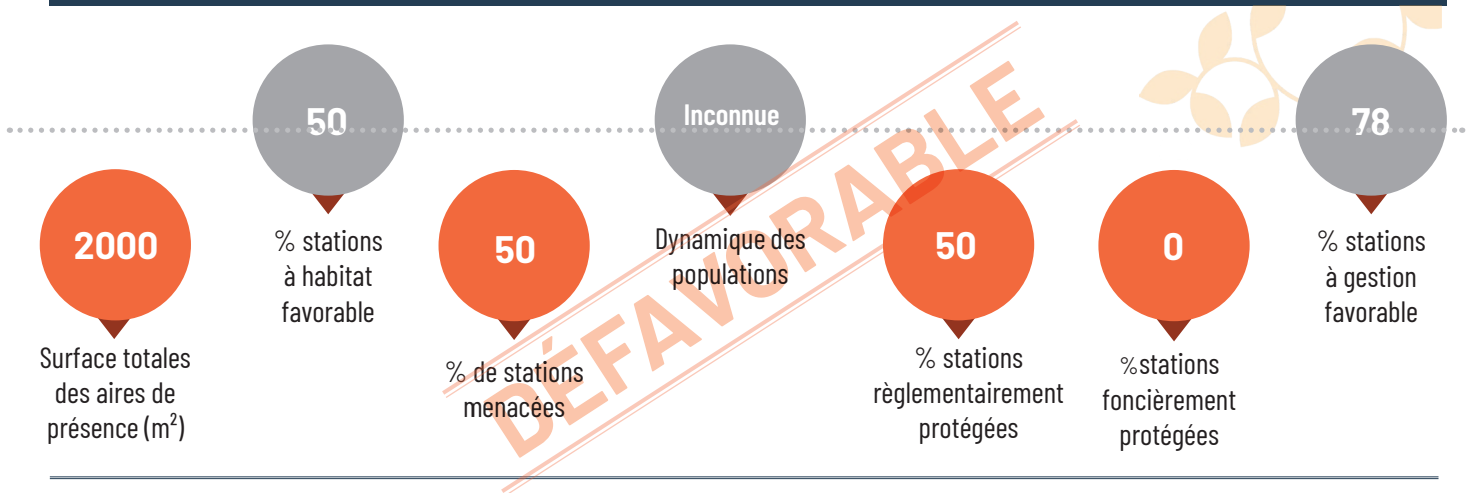 2000
Surface totales
des aires de
présence (m²)
50
% stations
à habitat
favorable
50
% de stations
menacées
Inconnue
Dynamique des
populations
50
% stations
règlementairement
protégées
0
%stations
foncièrement
protégées
78
% stations
à gestion
favorable
DÉFAVORABLE